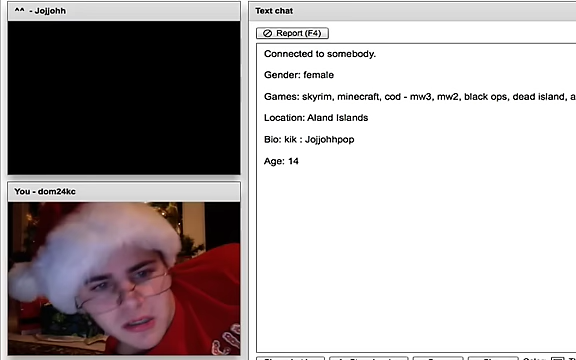 ^^ - Jojjohh
Text chat
Report (F4)
Connected to somebody.
Gender: female
Games: skyrim, minecraft, cod - mw3, mw2, black ops, dead island, a
Location: Aland Islands
Bio: kik : Jojjohhpop
Age: 14
You - dom24kc